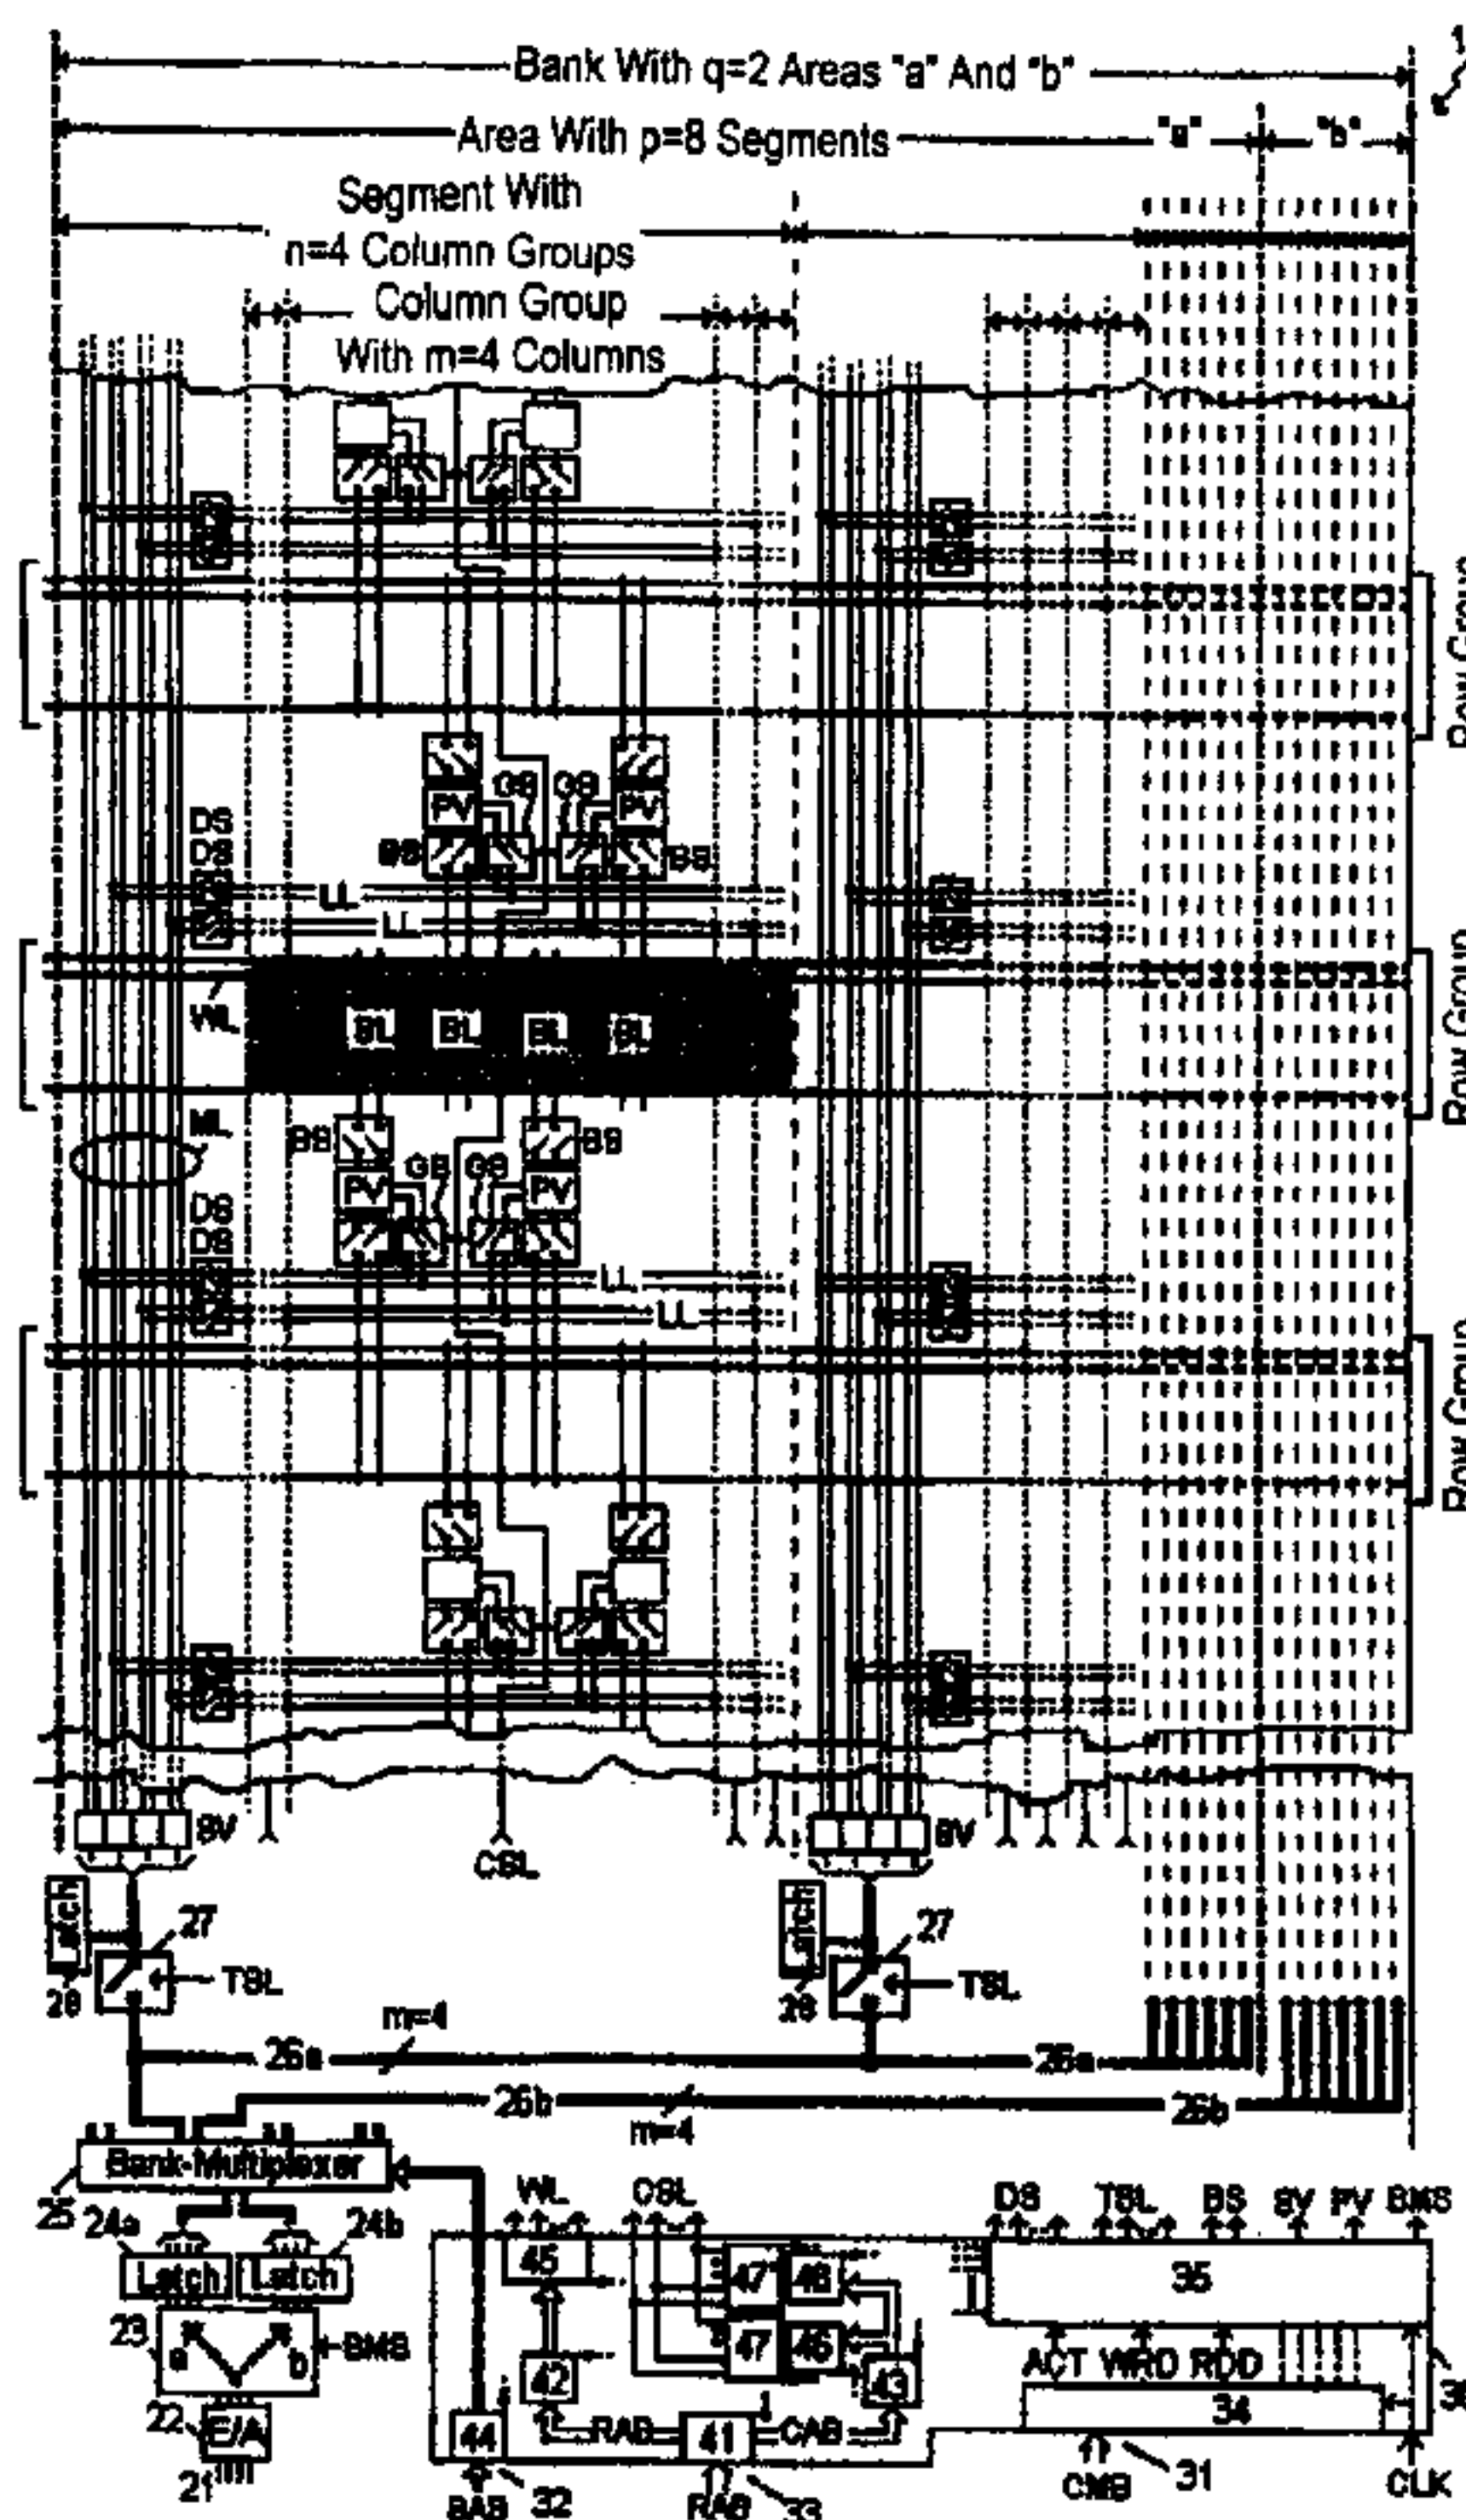 1
Bank With q=2 Areas "a" And "b"
Area With p=8 Segments "a" "b"
Segment With
n=4 Column Groups
Column Group
With m=4 Columns
Row Group
PV GS GS PV
DS
DS
BS BS
LL
LL
WL
BL BL BL BL
Row Group
ML
BS BS
GS GS
PV PV
DS
DS
LL
LL
Row Group
SV SV
CSL
Latch Latch
27 27
TSL TSL
28 28
m=4
26a 26a
26b 26b
m=4
Bank-Multiplexer
25
24a 24b
Latch Latch
23
a b
BMS
22
E/A
21
WL CSL
DS TSL BS SV PV BMS
45 47 46
35
47 46
42 43
ACT WRD RDD
34
44 RAB 41 CAB
BAB 32 RAB 33
CMB 31 CLK